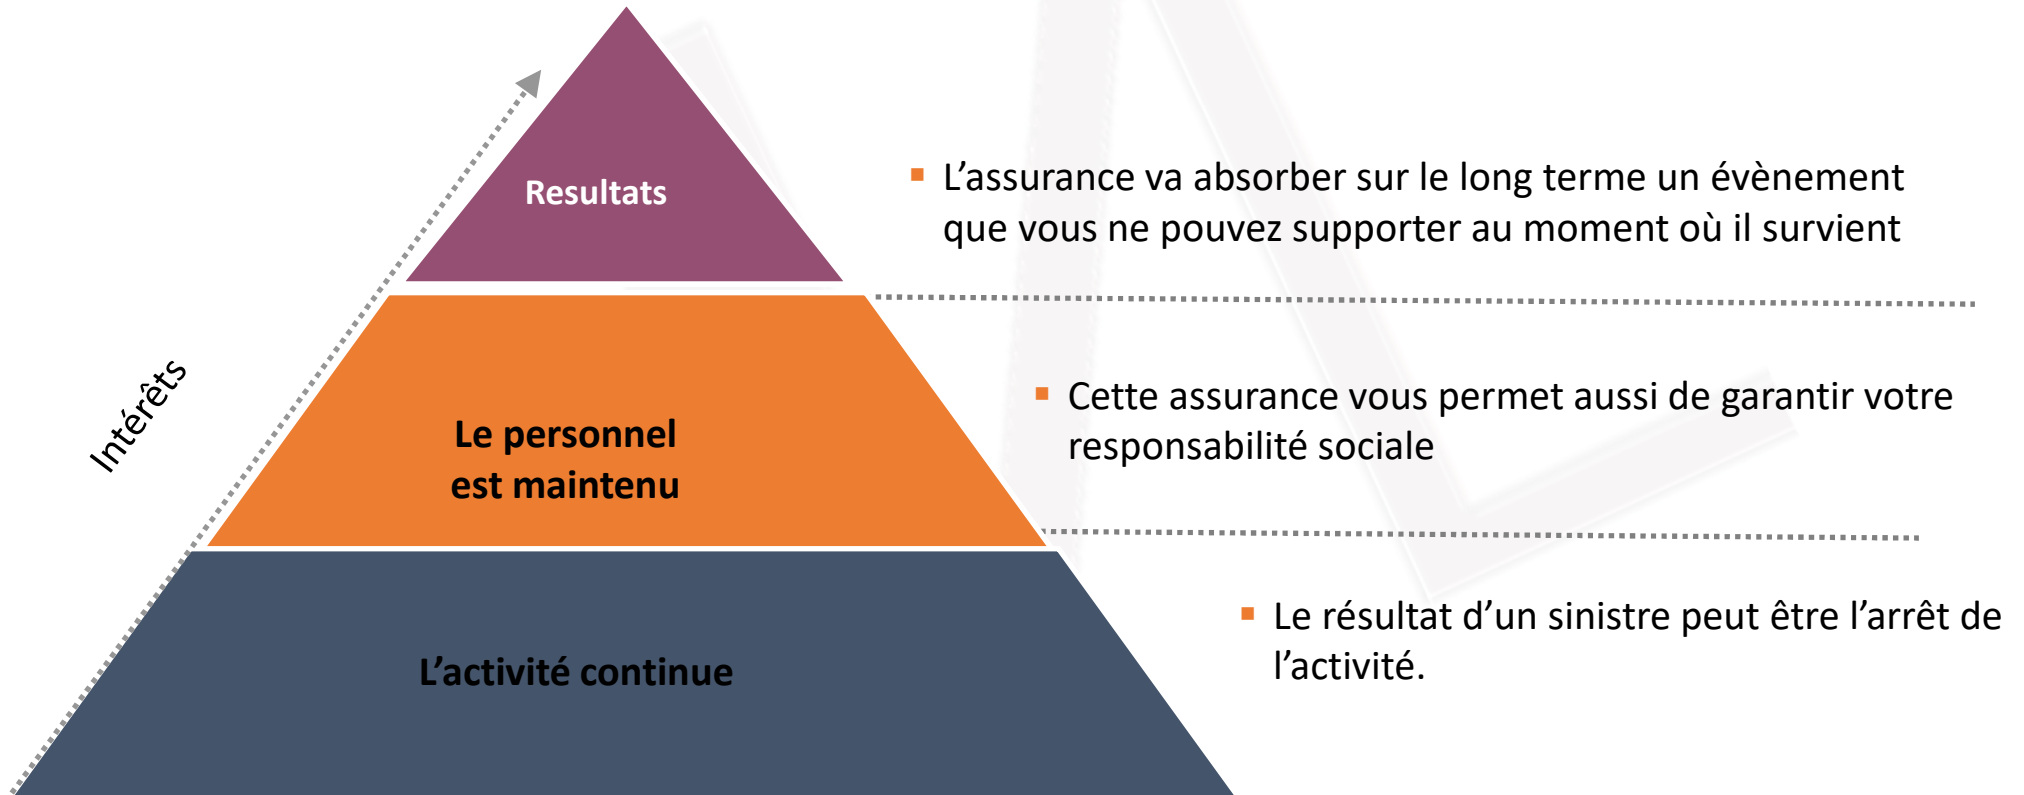 Resultats
L’assurance va absorber sur le long terme un évènement
que vous ne pouvez supporter au moment où il survient
Intérêts
Le personnel
est maintenu
Cette assurance vous permet aussi de garantir votre
responsabilité sociale
L’activité continue
Le résultat d’un sinistre peut être l’arrêt de
l’activité.